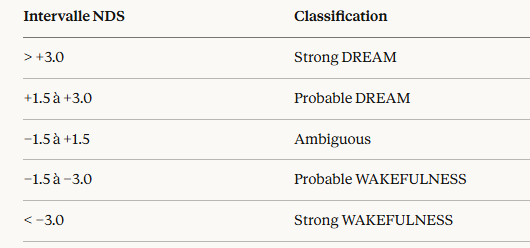 Intervalle NDS Classification
> +3.0 Strong DREAM
+1.5 à +3.0 Probable DREAM
−1.5 à +1.5 Ambiguous
−1.5 à −3.0 Probable WAKEFULNESS
< −3.0 Strong WAKEFULNESS